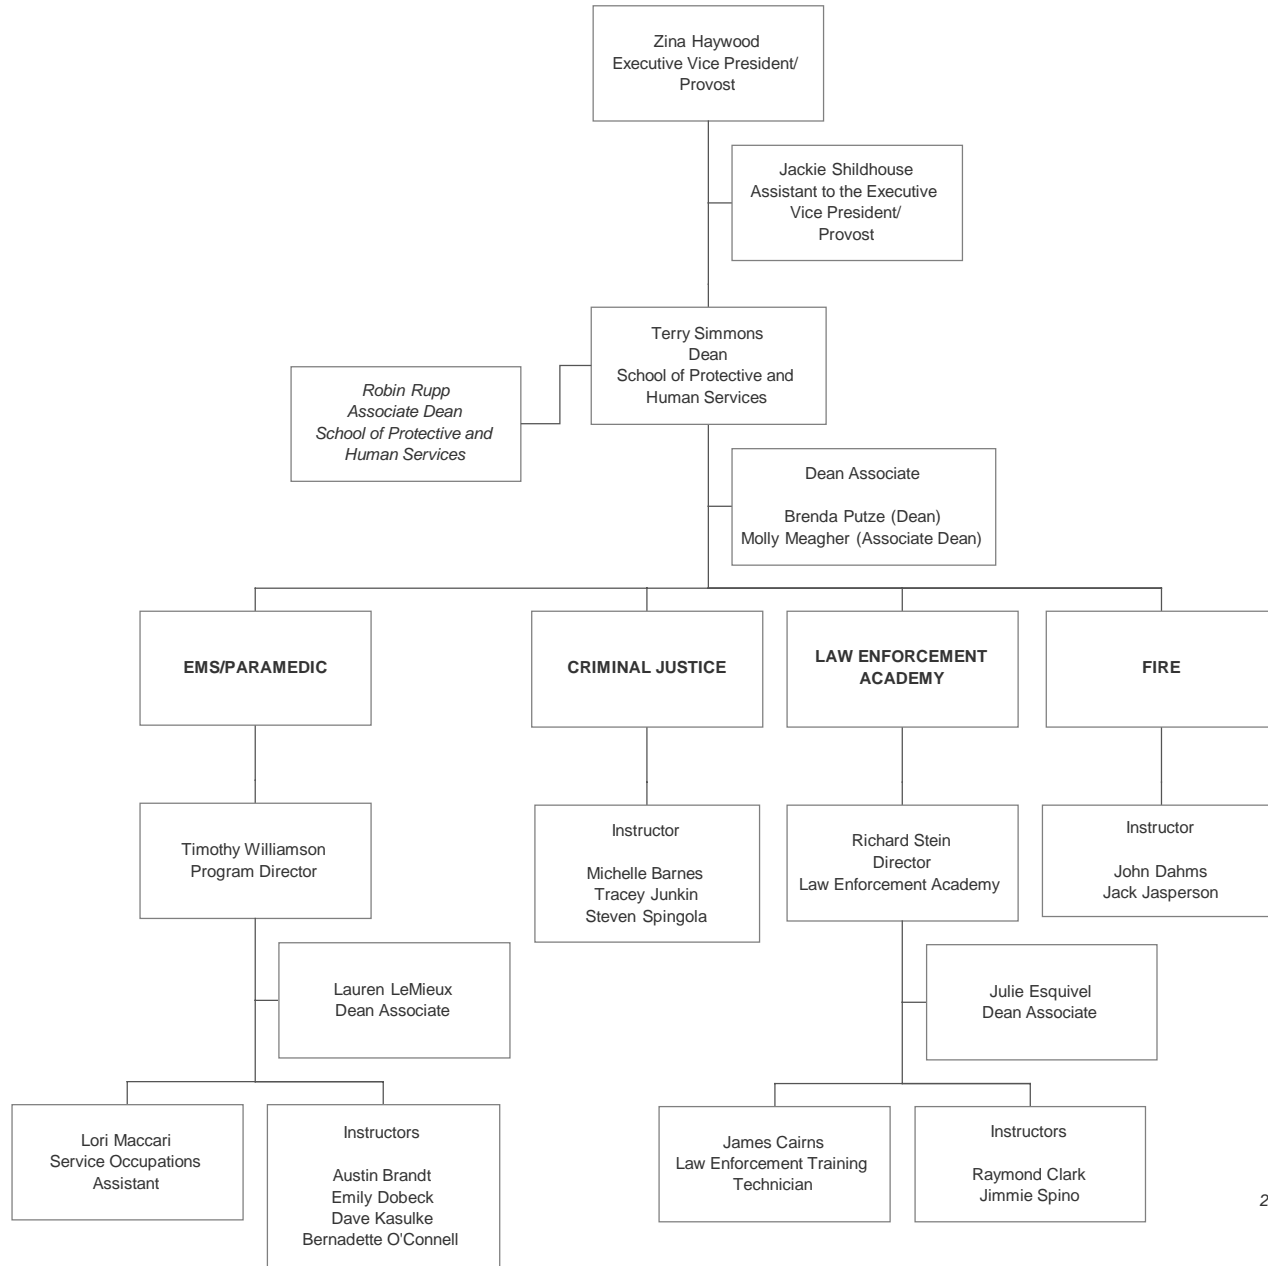 Zina Haywood
Executive Vice President/
Provost
Jackie Shildhouse
Assistant to the Executive
Vice President/
Provost
Terry Simmons
Dean
School of Protective and
Human Services
Robin Rupp
Associate Dean
School of Protective and
Human Services
Dean Associate
Brenda Putze (Dean)
Molly Meagher (Associate Dean)
EMS/PARAMEDIC
CRIMINAL JUSTICE
LAW ENFORCEMENT
ACADEMY
FIRE
Timothy Williamson
Program Director
Instructor
Michelle Barnes
Tracey Junkin
Steven Spingola
Richard Stein
Director
Law Enforcement Academy
Instructor
John Dahms
Jack Jasperson
Lauren LeMieux
Dean Associate
Julie Esquivel
Dean Associate
Lori Maccari
Service Occupations
Assistant
Instructors
Austin Brandt
Emily Dobeck
Dave Kasulke
Bernadette O'Connell
James Cairns
Law Enforcement Training
Technician
Instructors
Raymond Clark
Jimmie Spino
2